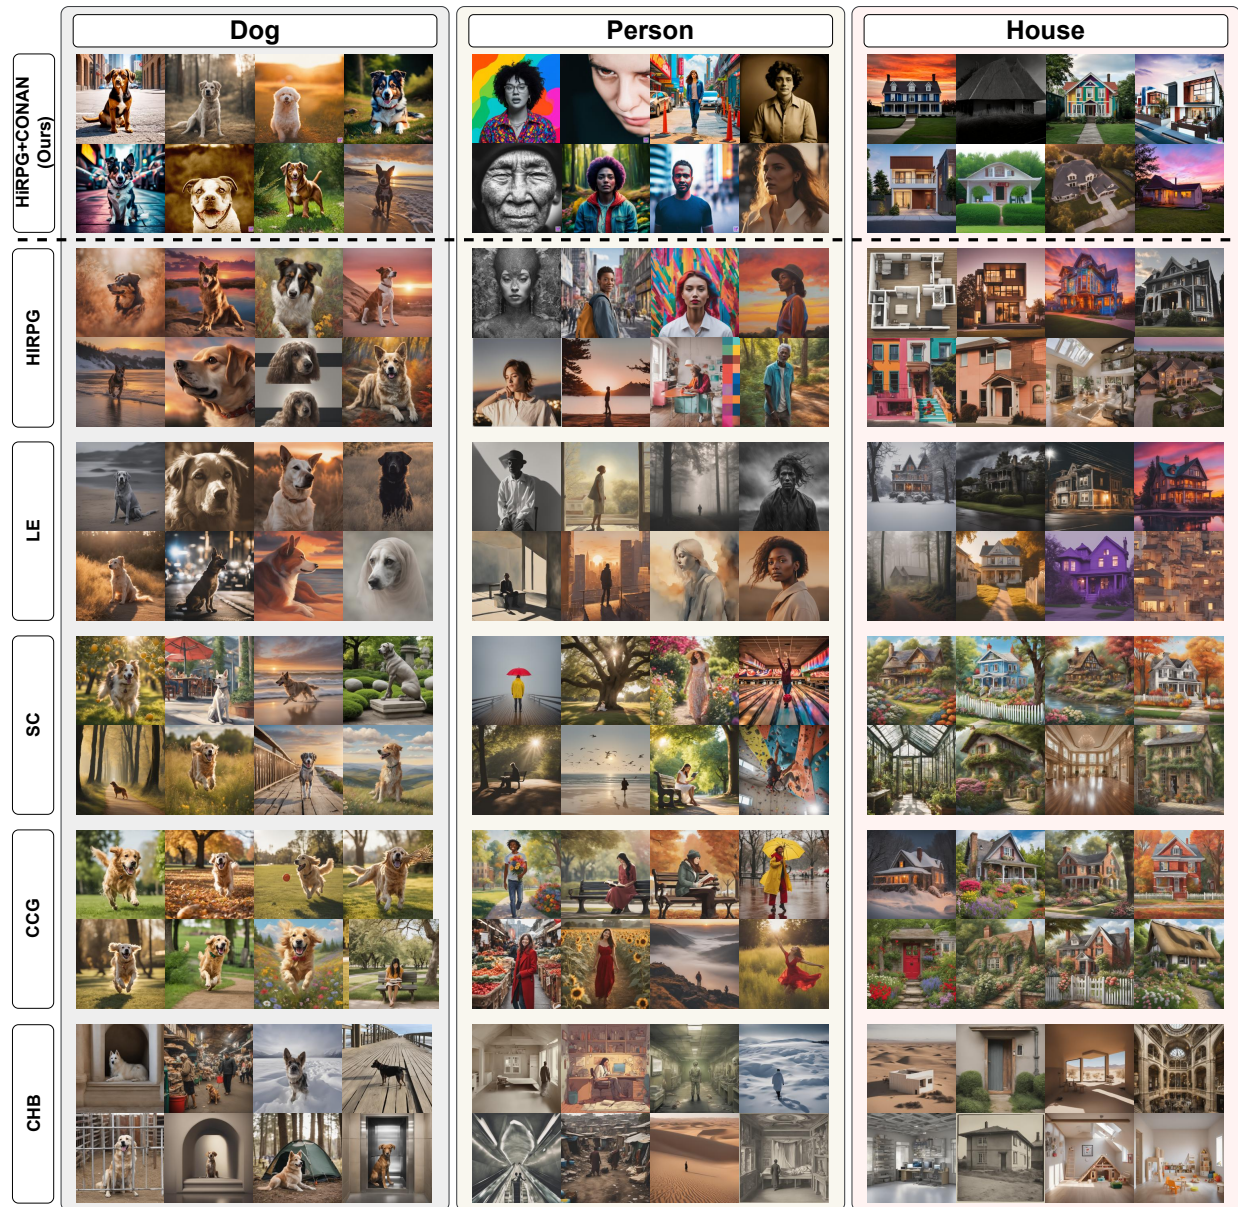 Dog
Person
House
HiRPG+CONAN
(Ours)
HIRPG
LE
SC
CCG
CHB